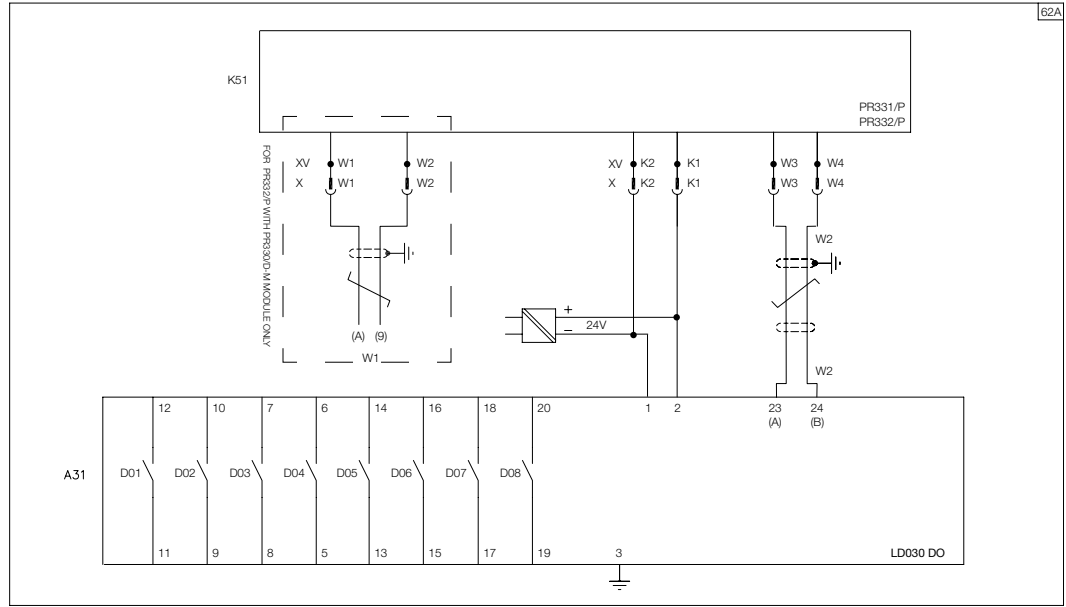 62A
K51
PR331/P
PR332/P
FOR PR332/P WITH PR330/D-M MODULE ONLY
XV W1 W2 XV K2 K1 W3 W4
X W1 W2 X K2 K1 W3 W4
W2
+
24V
−
(A) (9)
W1
W2
12 10 7 6 14 16 18 20 1 2 23 24
(A) (B)
A31
D01 D02 D03 D04 D05 D06 D07 D08
11 9 8 5 13 15 17 19 3
LD030 DO